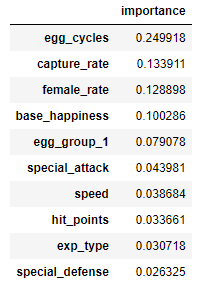 importance
egg_cycles 0.249918
capture_rate 0.133911
female_rate 0.128898
base_happiness 0.100286
egg_group_1 0.079078
special_attack 0.043981
speed 0.038684
hit_points 0.033661
exp_type 0.030718
special_defense 0.026325